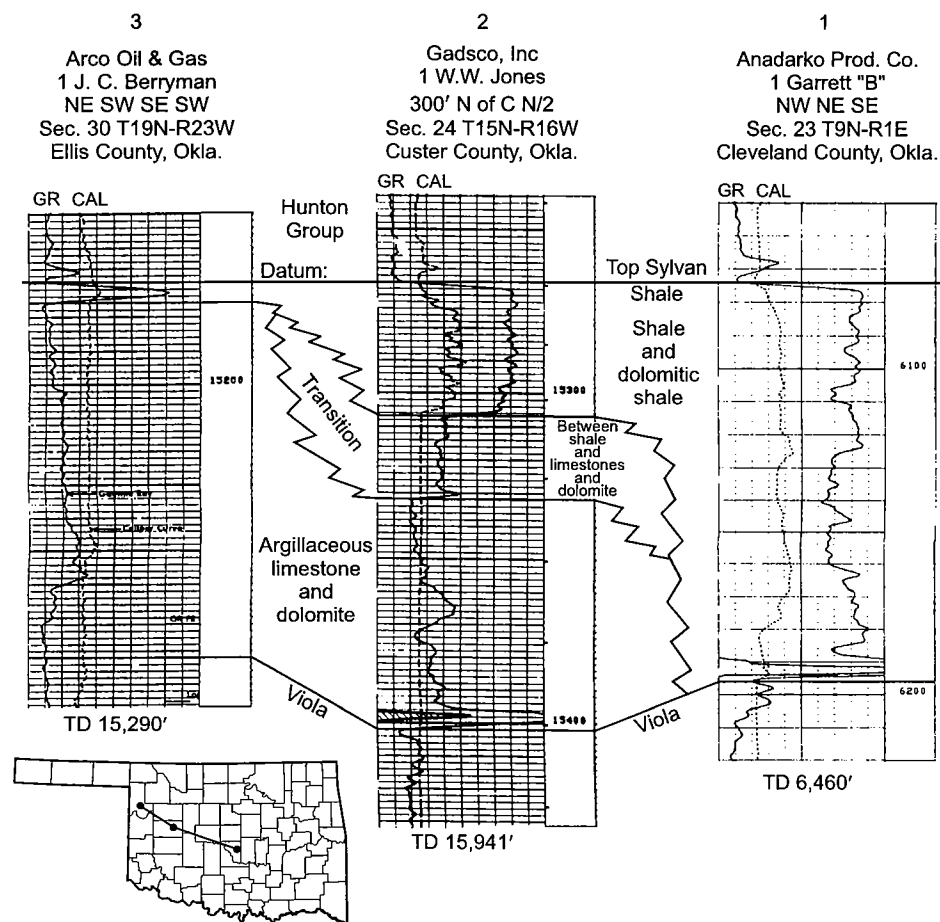 3
Arco Oil & Gas
1 J. C. Berryman
NE SW SE SW
Sec. 30 T19N-R23W
Ellis County, Okla.
2
Gadsco, Inc
1 W.W. Jones
300' N of C N/2
Sec. 24 T15N-R16W
Custer County, Okla.
1
Anadarko Prod. Co.
1 Garrett "B"
NW NE SE
Sec. 23 T9N-R1E
Cleveland County, Okla.
GR CAL
GR CAL
GR CAL
Hunton
Group
Datum:
Top Sylvan
Shale
Shale
and
dolomitic
shale
15200
15300
6100
Transition
Between
shale
and
limestones
and
dolomite
Gamma Ray
Caliper Curve
Argillaceous
limestone
and
dolomite
Viola
15400
Viola
6200
TD 15,290'
TD 15,941'
TD 6,460'